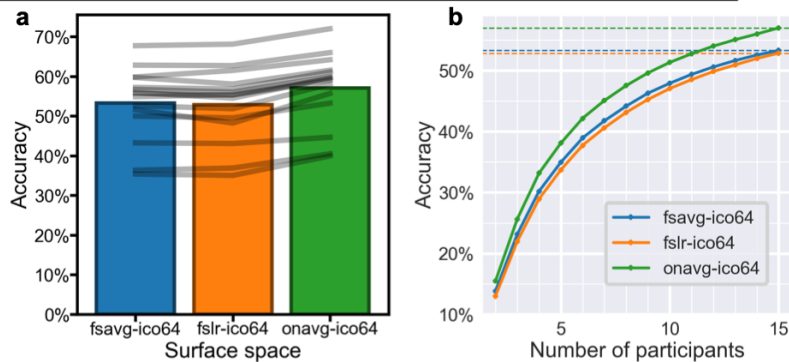 a
70%
60%
50%
40%
30%
20%
10%
0%
Accuracy
fsavg-ico64 fslr-ico64 onavg-ico64
Surface space
b
50%
40%
30%
20%
10%
Accuracy
fsavg-ico64
fslr-ico64
onavg-ico64
5 10 15
Number of participants